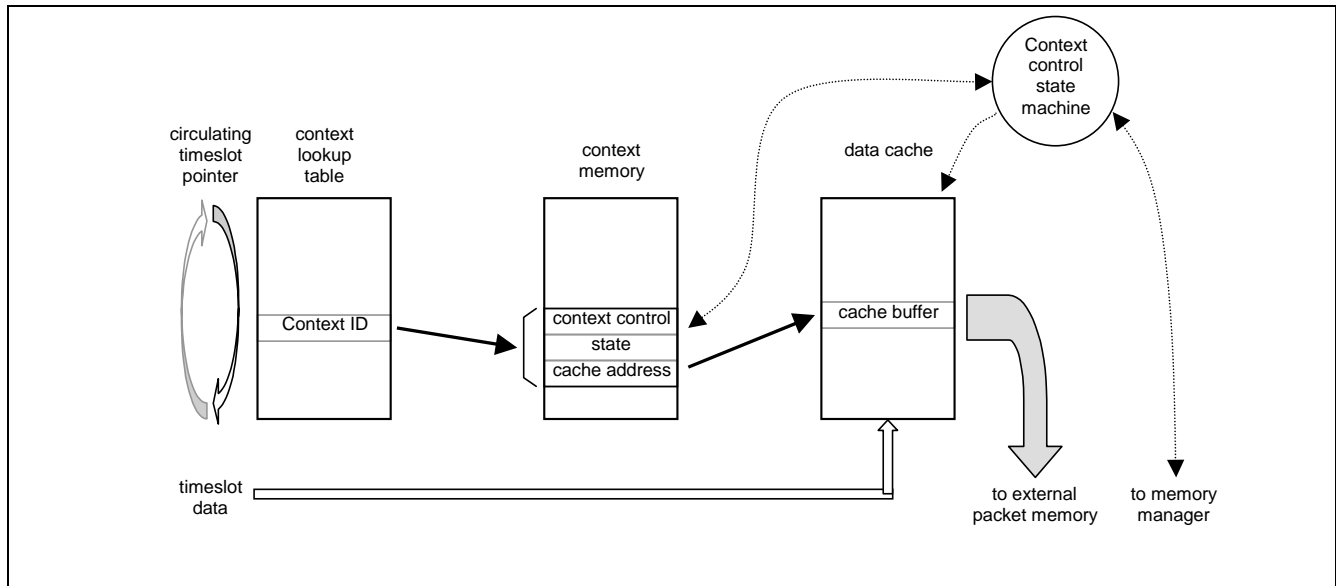 Context
control
state
machine
circulating
timeslot
pointer
context
lookup
table
context
memory
data cache
Context ID
context control
state
cache address
cache buffer
timeslot
data
to external
packet memory
to memory
manager